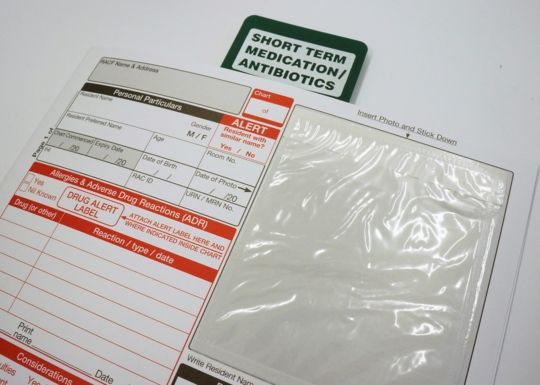 SHORT TERM
MEDICATION/
ANTIBIOTICS
RACF Name & Address
Chart
of
Insert Photo and Stick Down
Personal Particulars
Resident Name
Gender
M / F
ALERT
Resident with
similar name?
Yes / No
Resident Preferred Name
Age
Room No.
Chart Commenced
Expiry Date
/ /20
/ /20
Date of Birth
/ /
Date of Photo
/ /20
RAC ID
URN / MRN No.
Allergies & Adverse Drug Reactions (ADR)
Yes
Nil Known
DRUG ALERT
LABEL
ATTACH ALERT LABEL HERE AND
WHERE INDICATED INSIDE CHART
Drug (or other)
Reaction / type / date
Print
name
Date
Considerations
Yes
Write Resident Name